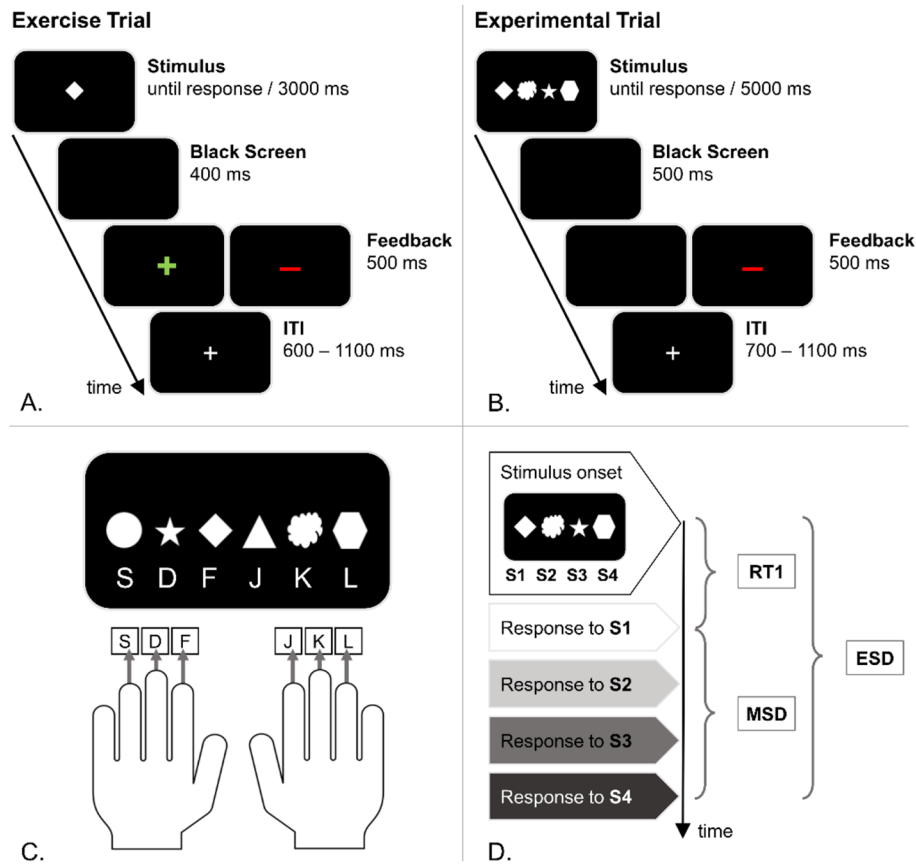 Exercise Trial
Stimulus
until response / 3000 ms
Black Screen
400 ms
Feedback
500 ms
ITI
600 – 1100 ms
time
A.
Experimental Trial
Stimulus
until response / 5000 ms
Black Screen
500 ms
Feedback
500 ms
ITI
700 – 1100 ms
time
B.
S D F J K L
S D F J K L
C.
Stimulus onset
S1 S2 S3 S4
RT1
Response to S1
Response to S2
ESD
MSD
Response to S3
Response to S4
time
D.